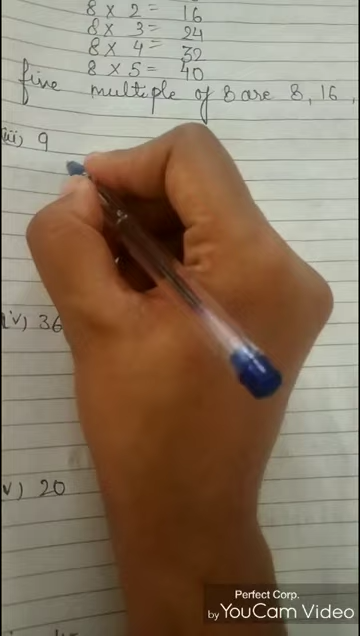 8 × 2 = 16
8 × 3 = 24
8 × 4 = 32
8 × 5 = 40
five multiple of 8 are 8, 16,
iii) 9
iv) 36
v) 20
Perfect Corp.
by YouCam Video